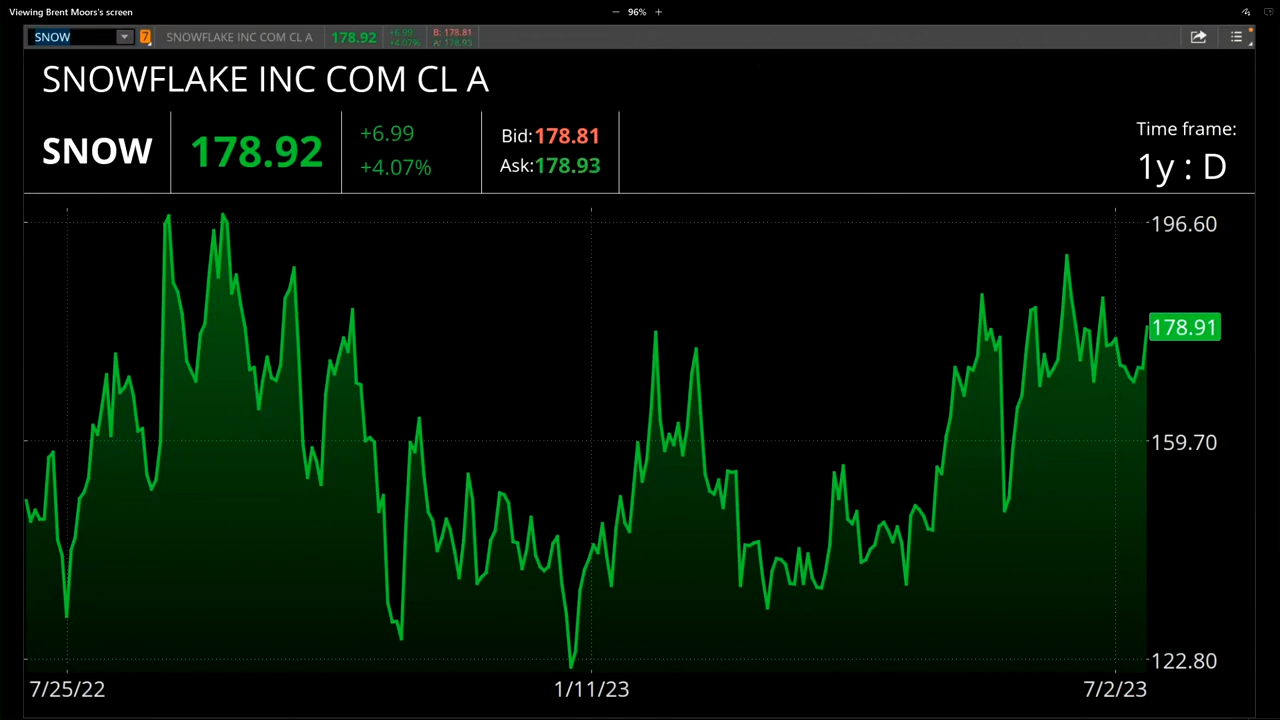 Viewing Brent Moors's screen
− 96% +
SNOW 7 SNOWFLAKE INC COM CL A 178.92 +6.99 +4.07% B: 178.81 A: 178.93
SNOWFLAKE INC COM CL A
SNOW 178.92
+6.99
+4.07%
Bid:178.81
Ask:178.93
Time frame:
1y : D
196.60
178.91
159.70
122.80
7/25/22 1/11/23 7/2/23